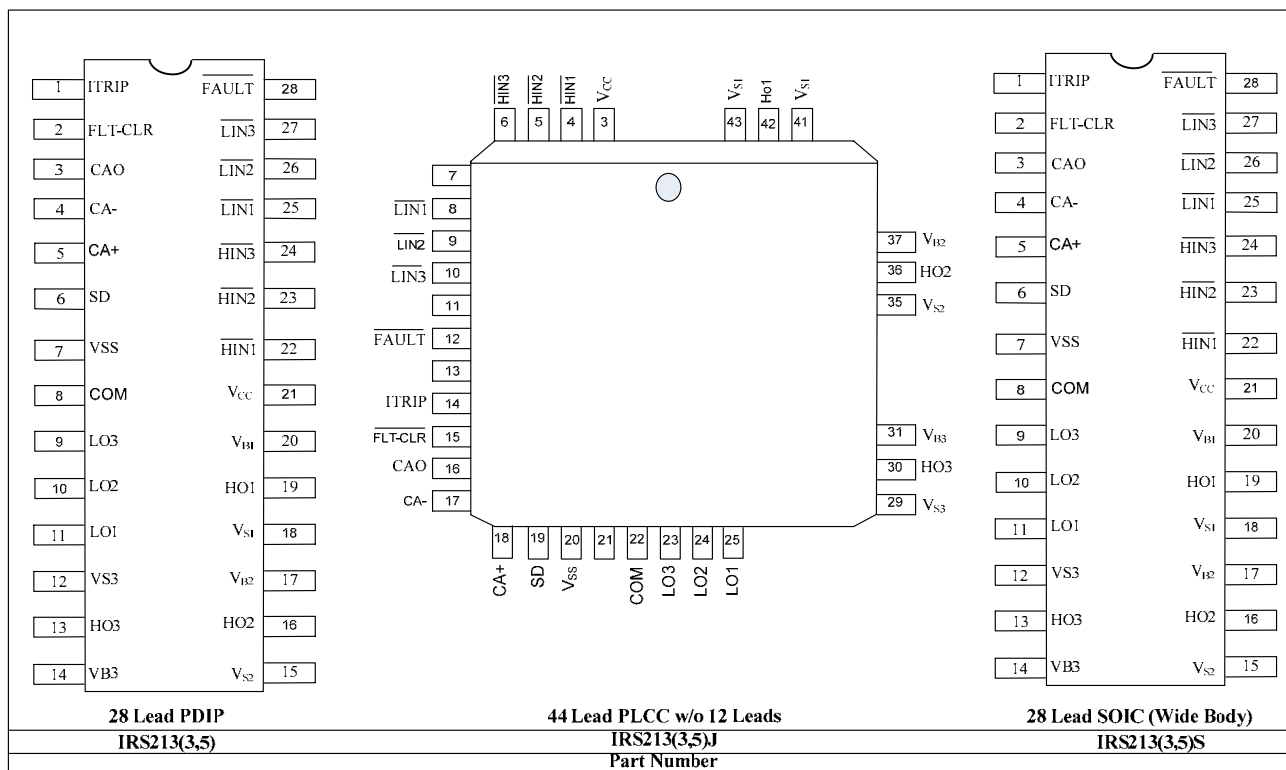 1 ITRIP FAULT 28
2 FLT-CLR LIN3 27
3 CAO LIN2 26
4 CA- LIN1 25
5 CA+ HIN3 24
6 SD HIN2 23
7 VSS HIN1 22
8 COM VCC 21
9 LO3 VB1 20
10 LO2 HO1 19
11 LO1 VS1 18
12 VS3 VB2 17
13 HO3 HO2 16
14 VB3 VS2 15
28 Lead PDIP
IRS213(3,5)
HIN3 HIN2 HIN1 VCC VS1 Ho1 VS1
6 5 4 3 43 42 41
7
LIN1 8
LIN2 9
LIN3 10
11
FAULT 12
13
ITRIP 14
FLT-CLR 15
CAO 16
CA- 17
37 VB2
36 HO2
35 VS2
31 VB3
30 HO3
29 VS3
18 19 20 21 22 23 24 25
CA+ SD VSS COM LO3 LO2 LO1
44 Lead PLCC w/o 12 Leads
IRS213(3,5)J
1 ITRIP FAULT 28
2 FLT-CLR LIN3 27
3 CAO LIN2 26
4 CA- LIN1 25
5 CA+ HIN3 24
6 SD HIN2 23
7 VSS HIN1 22
8 COM VCC 21
9 LO3 VB1 20
10 LO2 HO1 19
11 LO1 VS1 18
12 VS3 VB2 17
13 HO3 HO2 16
14 VB3 VS2 15
28 Lead SOIC (Wide Body)
IRS213(3,5)S
Part Number